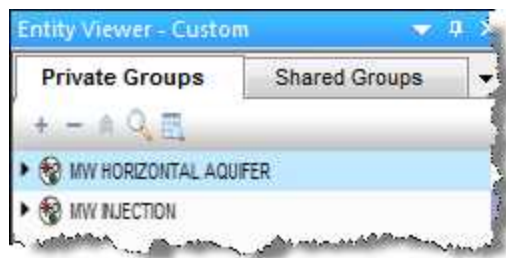 Entity Viewer - Custom
Private Groups Shared Groups
MW HORIZONTAL AQUIFER
MW INJECTION